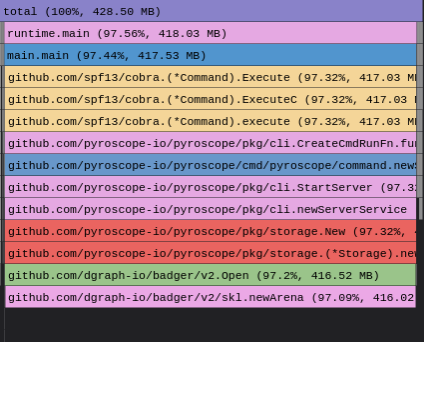 total (100%, 428.50 MB)
runtime.main (97.56%, 418.03 MB)
main.main (97.44%, 417.53 MB)
github.com/spf13/cobra.(*Command).Execute (97.32%, 417.03 M
github.com/spf13/cobra.(*Command).ExecuteC (97.32%, 417.03
github.com/spf13/cobra.(*Command).execute (97.32%, 417.03 M
github.com/pyroscope-io/pyroscope/pkg/cli.CreateCmdRunFn.fu
github.com/pyroscope-io/pyroscope/cmd/pyroscope/command.new
github.com/pyroscope-io/pyroscope/pkg/cli.StartServer (97.3
github.com/pyroscope-io/pyroscope/pkg/cli.newServerService
github.com/pyroscope-io/pyroscope/pkg/storage.New (97.32%,
github.com/pyroscope-io/pyroscope/pkg/storage.(*Storage).ne
github.com/dgraph-io/badger/v2.Open (97.2%, 416.52 MB)
github.com/dgraph-io/badger/v2/skl.newArena (97.09%, 416.02